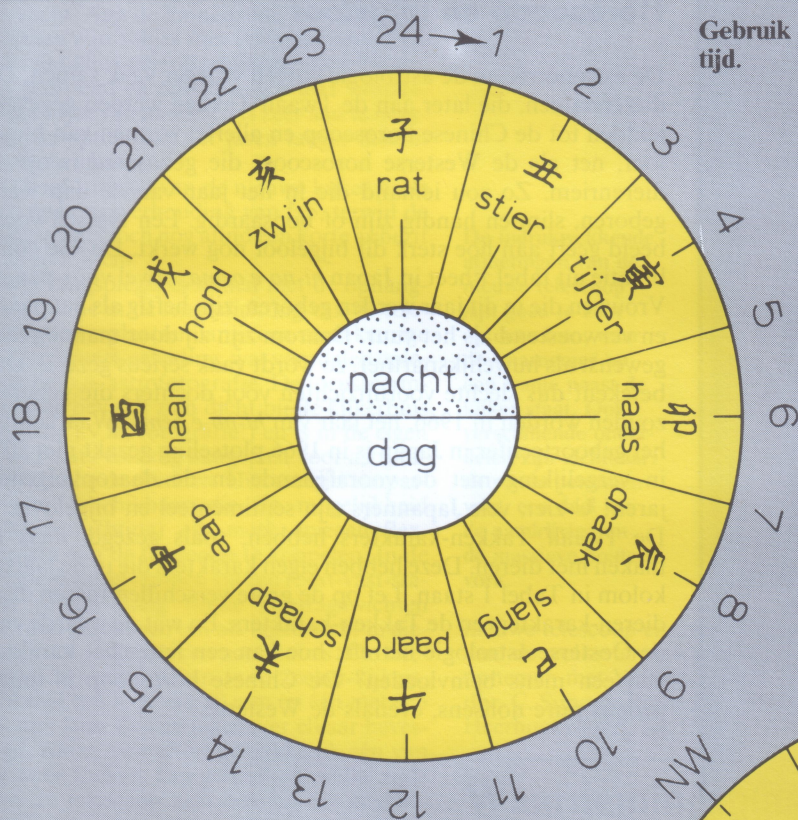 Gebruik
tijd.
24
1
2
3
4
5
6
7
8
9
10
11
12
13
14
15
16
17
18
19
20
21
22
23
子
rat
丑
stier
寅
tijger
卯
haas
辰
draak
巳
slang
午
paard
未
schaap
申
aap
酉
haan
戌
hond
亥
zwijn
nacht
dag
NW